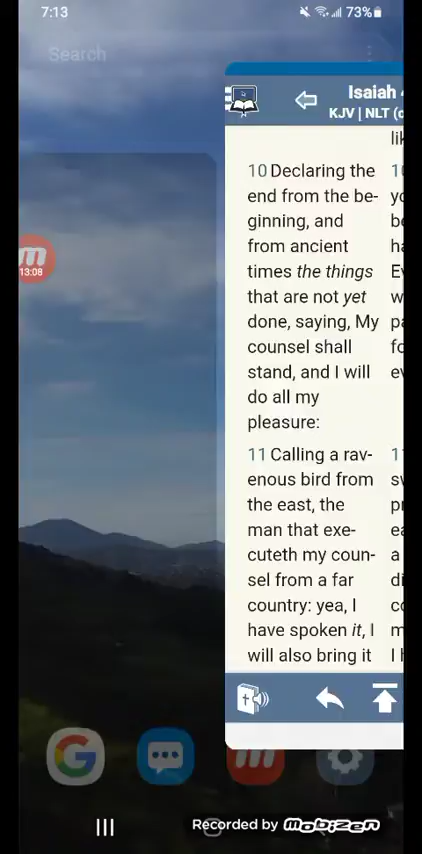 7:13
73%
Search
Isaiah
KJV | NLT (c
lik
10 Declaring the
end from the be-
ginning, and
from ancient
times the things
that are not yet
done, saying, My
counsel shall
stand, and I will
do all my
pleasure:
11 Calling a rav-
enous bird from
the east, the
man that exe-
cuteth my coun-
sel from a far
country: yea, I
have spoken it, I
will also bring it
13:08
Recorded by mobizen